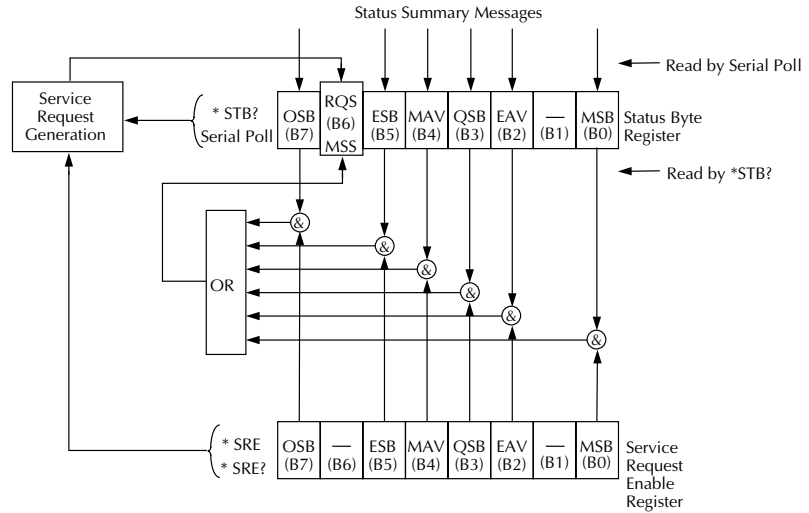 Status Summary Messages
Read by Serial Poll
Service
Request
Generation
* STB?
Serial Poll
OSB
(B7)
RQS
(B6)
MSS
ESB
(B5)
MAV
(B4)
QSB
(B3)
EAV
(B2)
—
(B1)
MSB
(B0)
Status Byte
Register
Read by *STB?
&
&
&
&
&
&
OR
* SRE
* SRE?
OSB
(B7)
—
(B6)
ESB
(B5)
MAV
(B4)
QSB
(B3)
EAV
(B2)
—
(B1)
MSB
(B0)
Service
Request
Enable
Register